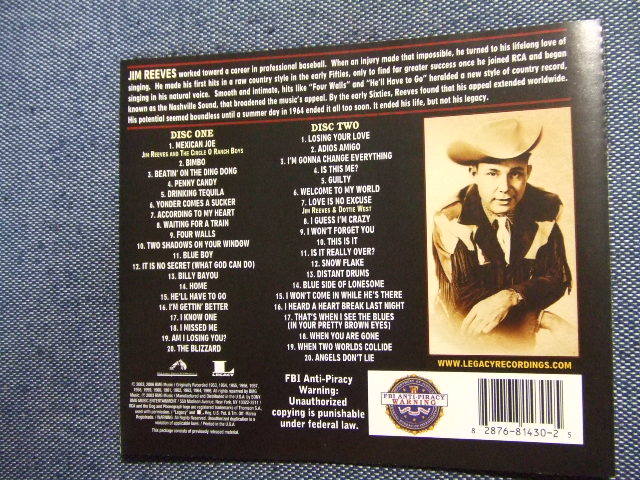 JIM REEVES worked toward a career in professional baseball. When an injury made that impossible, he turned to his lifelong love of
singing. He made his first hits in a raw country style in the early Fifties, only to find far greater success once he joined RCA and began
singing in his natural voice. Smooth and intimate, hits like "Four Walls" and "He'll Have to Go" heralded a new style of country record,
known as the Nashville Sound, that broadened the music's appeal. By the early Sixties, Reeves found that his appeal extended worldwide.
His potential seemed boundless until a summer day in 1964 ended it all too soon. It ended his life, but not his legacy.
DISC ONE
1. MEXICAN JOE
JIM REEVES AND THE CIRCLE O RANCH BOYS
2. BIMBO
3. BEATIN' ON THE DING DONG
4. PENNY CANDY
5. DRINKING TEQUILA
6. YONDER COMES A SUCKER
7. ACCORDING TO MY HEART
8. WAITING FOR A TRAIN
9. FOUR WALLS
10. TWO SHADOWS ON YOUR WINDOW
11. BLUE BOY
12. IT IS NO SECRET (WHAT GOD CAN DO)
13. BILLY BAYOU
14. HOME
15. HE'LL HAVE TO GO
16. I'M GETTIN' BETTER
17. I KNOW ONE
18. I MISSED ME
19. AM I LOSING YOU?
20. THE BLIZZARD
DISC TWO
1. LOSING YOUR LOVE
2. ADIOS AMIGO
3. I'M GONNA CHANGE EVERYTHING
4. IS THIS ME?
5. GUILTY
6. WELCOME TO MY WORLD
7. LOVE IS NO EXCUSE
JIM REEVES & DOTTIE WEST
8. I GUESS I'M CRAZY
9. I WON'T FORGET YOU
10. THIS IS IT
11. IS IT REALLY OVER?
12. SNOW FLAKE
13. DISTANT DRUMS
14. BLUE SIDE OF LONESOME
15. I WON'T COME IN WHILE HE'S THERE
16. I HEARD A HEART BREAK LAST NIGHT
17. THAT'S WHEN I SEE THE BLUES
(IN YOUR PRETTY BROWN EYES)
18. WHEN YOU ARE GONE
19. WHEN TWO WORLDS COLLIDE
20. ANGELS DON'T LIE
WWW.LEGACYRECORDINGS.COM
LEGACY
This package consists of previously released material.
FBI Anti-Piracy
Warning:
Unauthorized
copying is punishable
under federal law.
FBI ANTI-PIRACY
WARNING
8 28768-81430-2 5